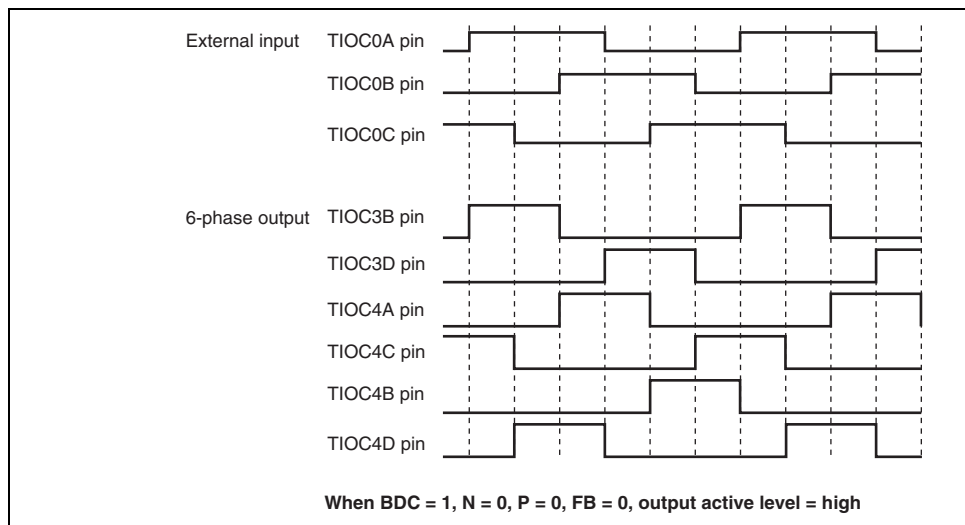 External input TIOC0A pin
TIOC0B pin
TIOC0C pin
6-phase output TIOC3B pin
TIOC3D pin
TIOC4A pin
TIOC4C pin
TIOC4B pin
TIOC4D pin
When BDC = 1, N = 0, P = 0, FB = 0, output active level = high